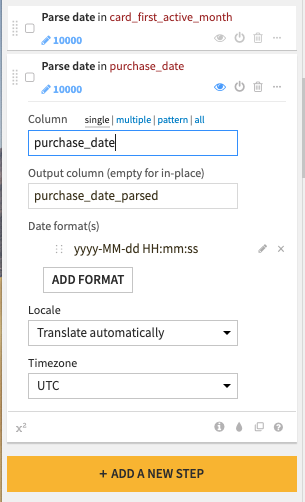 Parse date in card_first_active_month
10000
Parse date in purchase_date
10000
Column single | multiple | pattern | all
purchase_date
Output column (empty for in-place)
purchase_date_parsed
Date format(s)
yyyy-MM-dd HH:mm:ss
ADD FORMAT
Locale
Translate automatically
Timezone
UTC
x²
+ ADD A NEW STEP